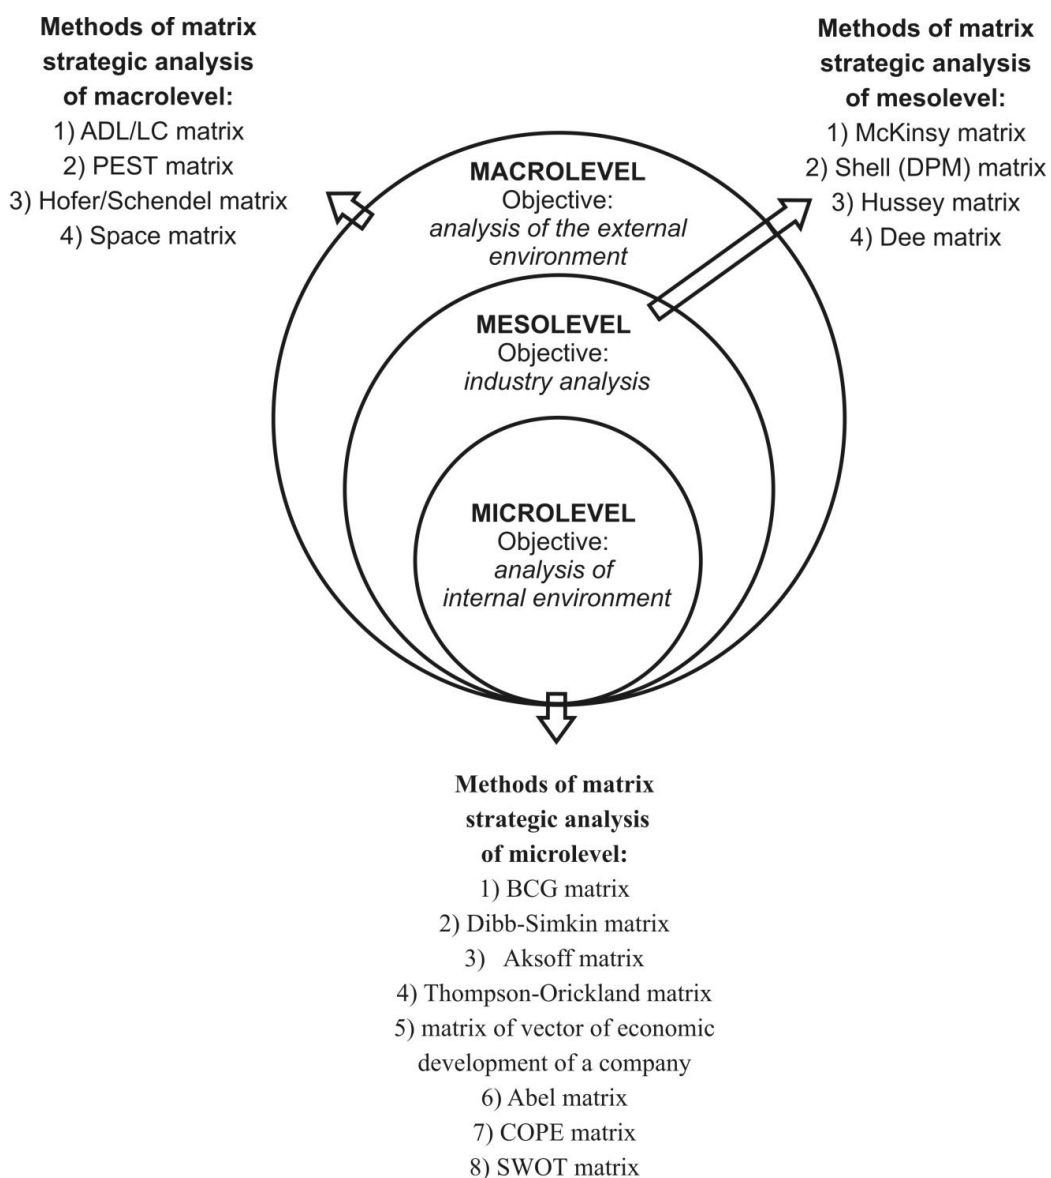 Methods of matrix
strategic analysis
of macrolevel:
1) ADL/LC matrix
2) PEST matrix
3) Hofer/Schendel matrix
4) Space matrix
Methods of matrix
strategic analysis
of mesolevel:
1) McKinsy matrix
2) Shell (DPM) matrix
3) Hussey matrix
4) Dee matrix
MACROLEVEL
Objective:
analysis of the external
environment
MESOLEVEL
Objective:
industry analysis
MICROLEVEL
Objective:
analysis of
internal environment
Methods of matrix
strategic analysis
of microlevel:
1) BCG matrix
2) Dibb-Simkin matrix
3) Aksoff matrix
4) Thompson-Orickland matrix
5) matrix of vector of economic
development of a company
6) Abel matrix
7) COPE matrix
8) SWOT matrix